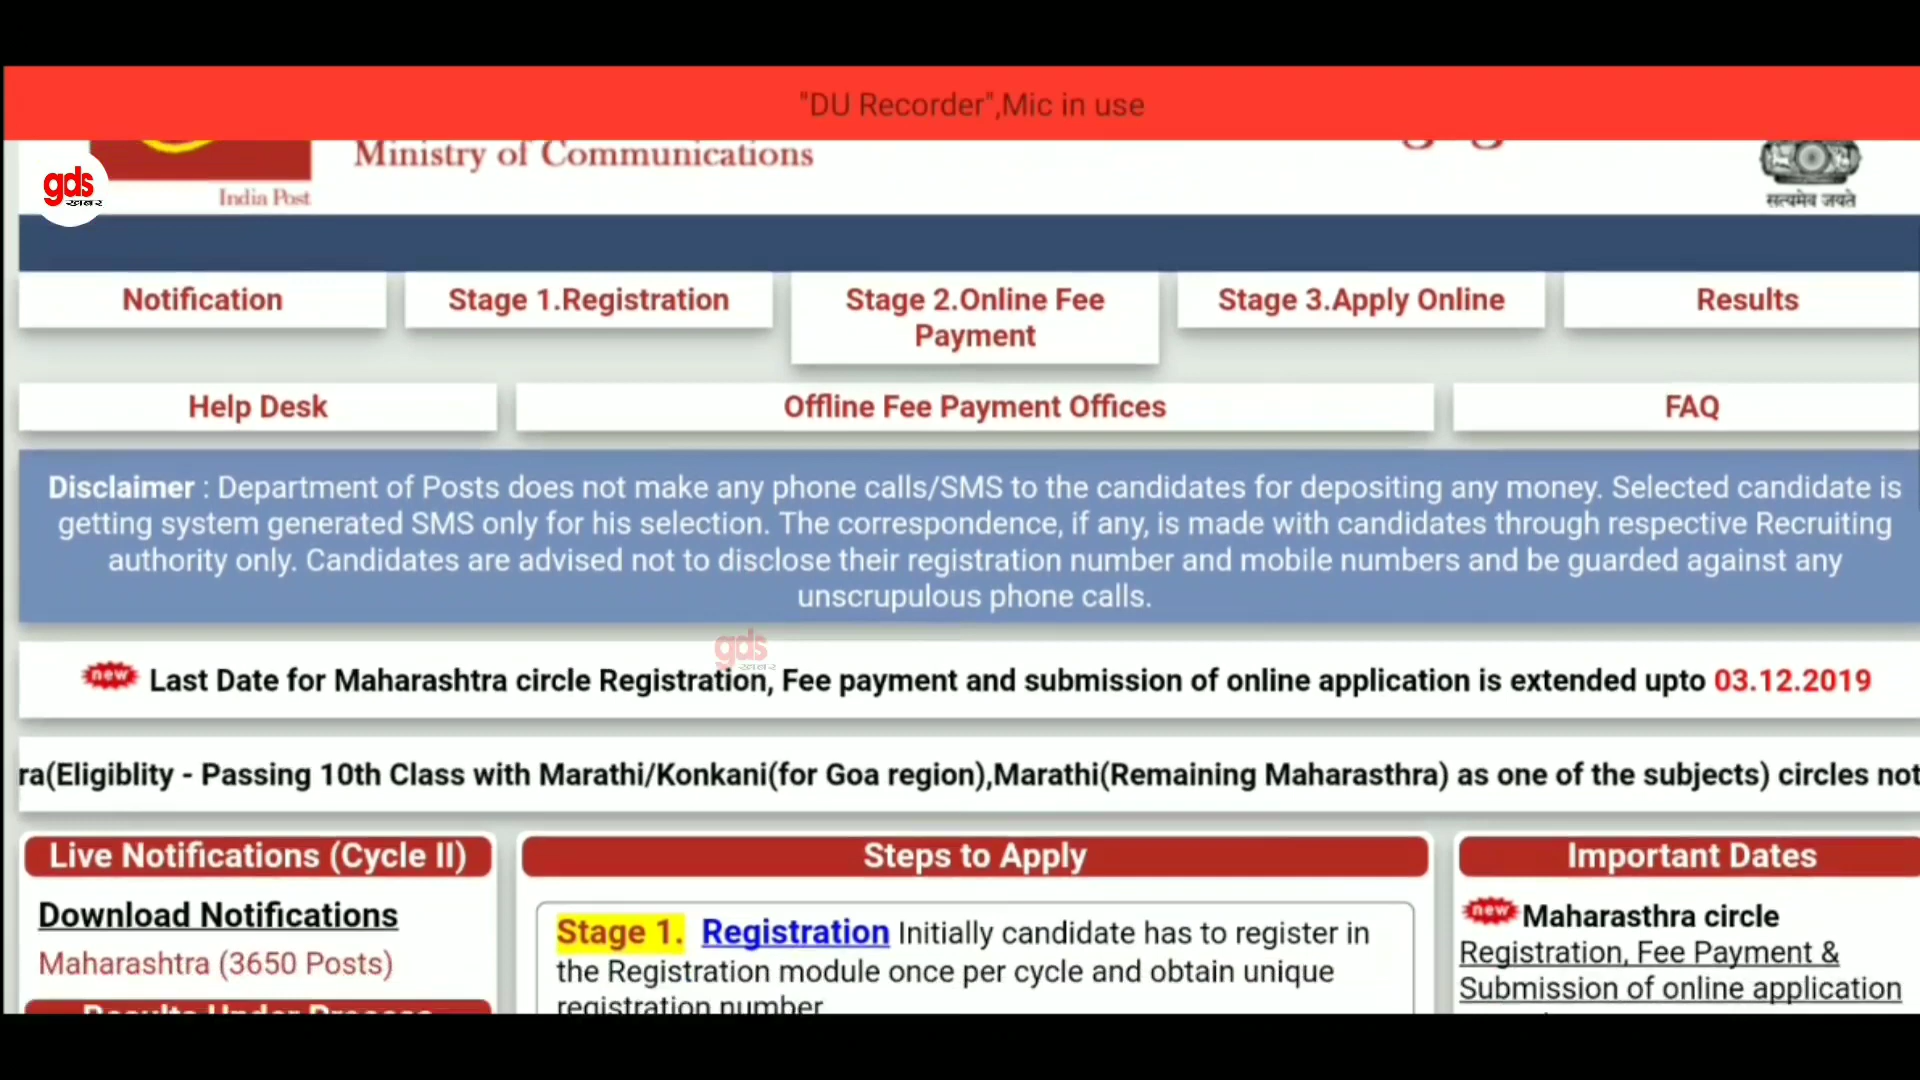 "DU Recorder",Mic in use
Ministry of Communications
gds
खबर
India Post
सत्यमेव जयते
Notification
Stage 1.Registration
Stage 2.Online Fee
Payment
Stage 3.Apply Online
Results
Help Desk
Offline Fee Payment Offices
FAQ
Disclaimer : Department of Posts does not make any phone calls/SMS to the candidates for depositing any money. Selected candidate is
getting system generated SMS only for his selection. The correspondence, if any, is made with candidates through respective Recruiting
authority only. Candidates are advised not to disclose their registration number and mobile numbers and be guarded against any
unscrupulous phone calls.
gds
खबर
new Last Date for Maharashtra circle Registration, Fee payment and submission of online application is extended upto 03.12.2019
ra(Eligiblity - Passing 10th Class with Marathi/Konkani(for Goa region),Marathi(Remaining Maharasthra) as one of the subjects) circles not
Live Notifications (Cycle II)
Download Notifications
Maharashtra (3650 Posts)
Results Under Process
Steps to Apply
Stage 1. Registration Initially candidate has to register in
the Registration module once per cycle and obtain unique
registration number
Important Dates
new Maharasthra circle
Registration, Fee Payment &
Submission of online application